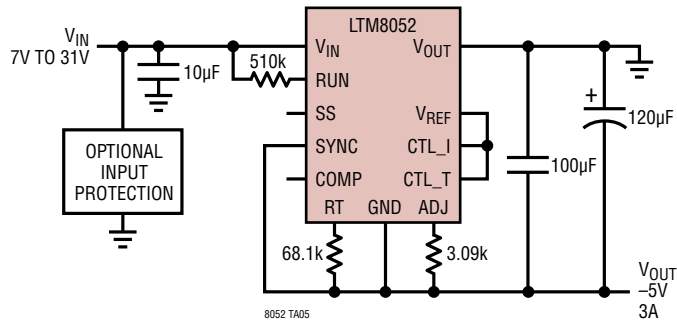 LTM8052
VIN
7V TO 31V
10µF
510k
VIN
RUN
SS
SYNC
COMP
RT
GND
ADJ
VOUT
VREF
CTL_I
CTL_T
OPTIONAL
INPUT
PROTECTION
+
120µF
100µF
68.1k
3.09k
VOUT
–5V
3A
8052 TA05